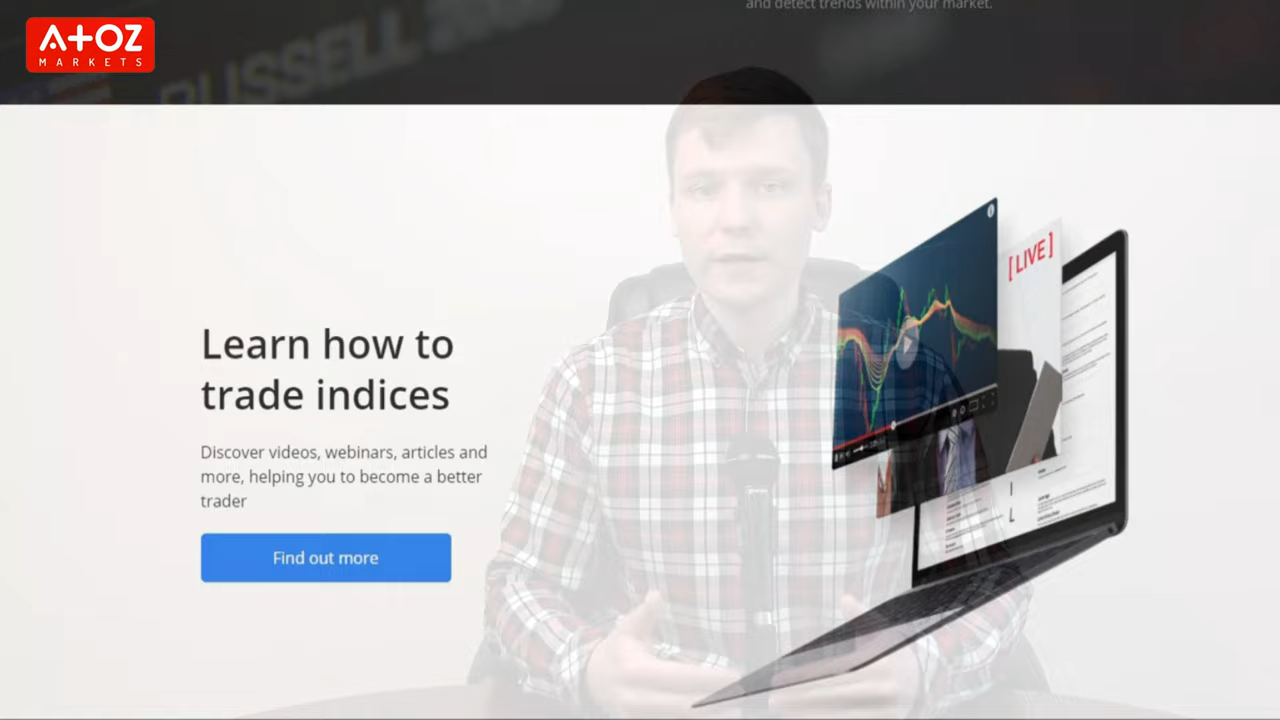 and detect trends within your market.
A+OZ
MARKETS
RUSSELL 2000
Learn how to
trade indices
Discover videos, webinars, articles and
more, helping you to become a better
trader
Find out more
[ LIVE ]